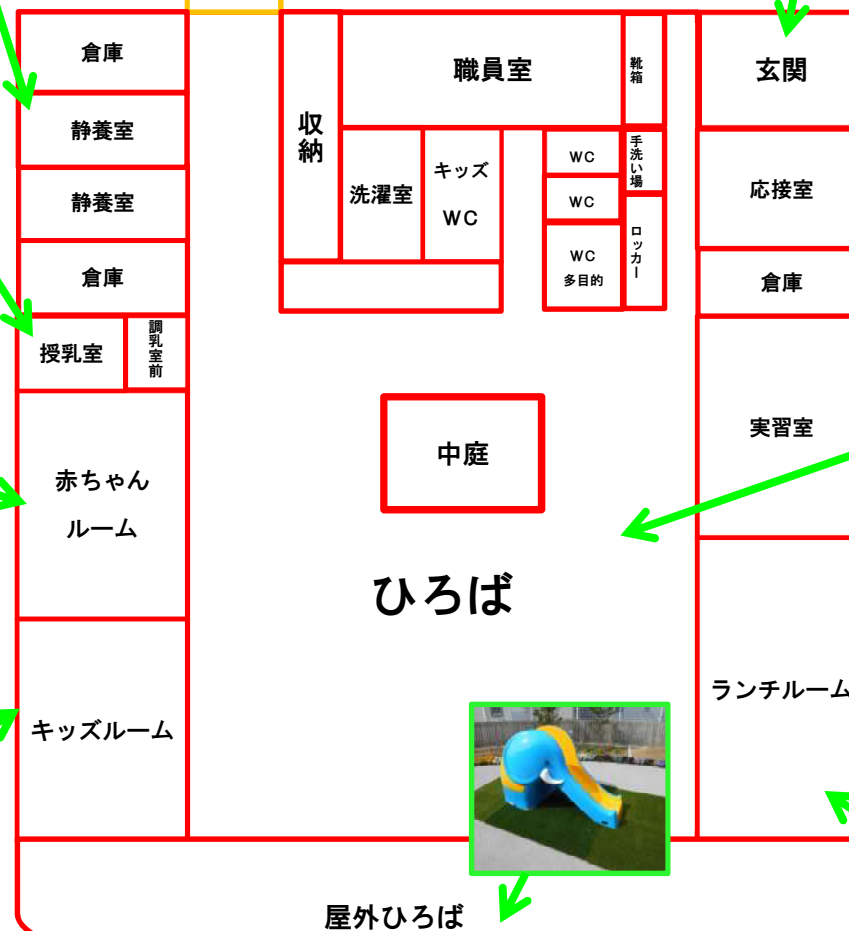 倉庫
職員室
靴箱
玄関
静養室
収納
洗濯室
キッズ
WC
WC
手洗い場
応接室
静養室
WC
ロッカー
WC
多目的
倉庫
倉庫
授乳室
調乳室前
中庭
実習室
赤ちゃん
ルーム
ひろば
ランチルーム
キッズルーム
屋外ひろば